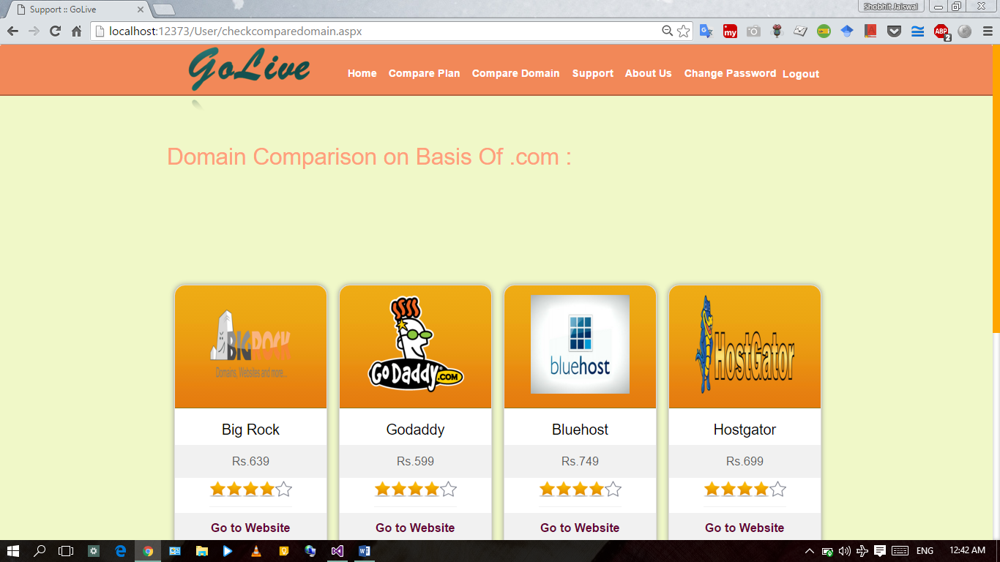 Support :: GoLive
Shobhit Jaiswal
localhost:12373/User/checkcomparedomain.aspx
my
ABP
2
GoLive
Home Compare Plan Compare Domain Support About Us Change Password Logout
Domain Comparison on Basis Of .com :
BIGROCK
Domains, Websites and more...
GoDaddy.COM
bluehost
HostGator
Big Rock Godaddy Bluehost Hostgator
Rs.639 Rs.599 Rs.749 Rs.699
Go to Website Go to Website Go to Website Go to Website
ENG 12:42 AM